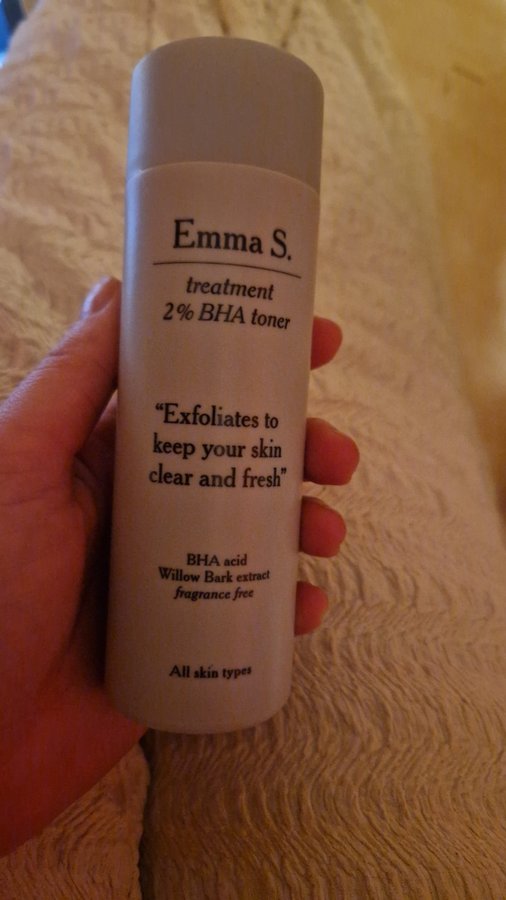 Emma S.
treatment
2% BHA toner
“Exfoliates to
keep your skin
clear and fresh”
BHA acid
Willow Bark extract
fragrance free
All skin types